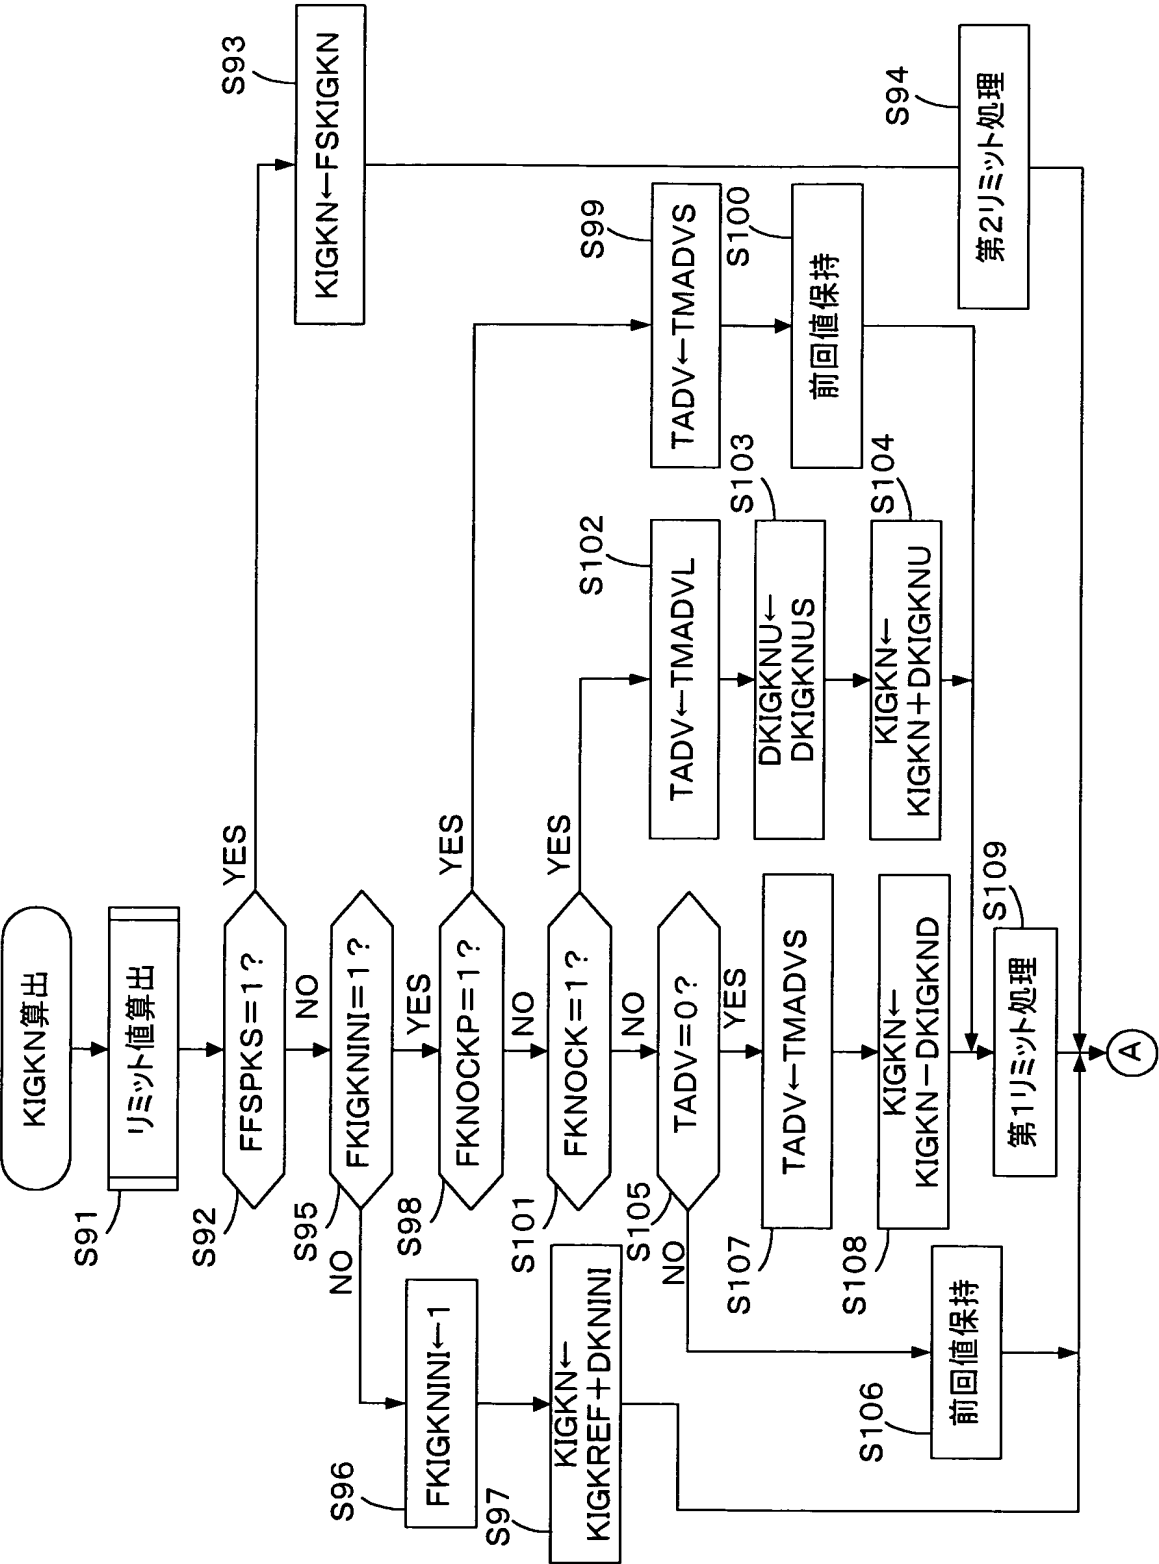 KIGKN算出
S91
リミット値算出
S92
FFSPKS=1?
YES
NO
S93
KIGKN←FSKIGKN
S94
第2リミット処理
S95
FKIGKNINI=1?
NO
YES
S96
FKIGKNINI←1
S97
KIGKN←
KIGKREF+DKNINI
S98
FKNOCKP=1?
YES
NO
S99
TADV←TMADVS
S100
前回値保持
S101
FKNOCK=1?
YES
NO
S102
TADV←TMADVL
S103
DKIGKNU←
DKIGKNUS
S104
KIGKN←
KIGKN+DKIGKNU
S105
TADV=0?
NO
YES
S106
前回値保持
S107
TADV←TMADVS
S108
KIGKN←
KIGKN-DKIGKND
S109
第1リミット処理
A